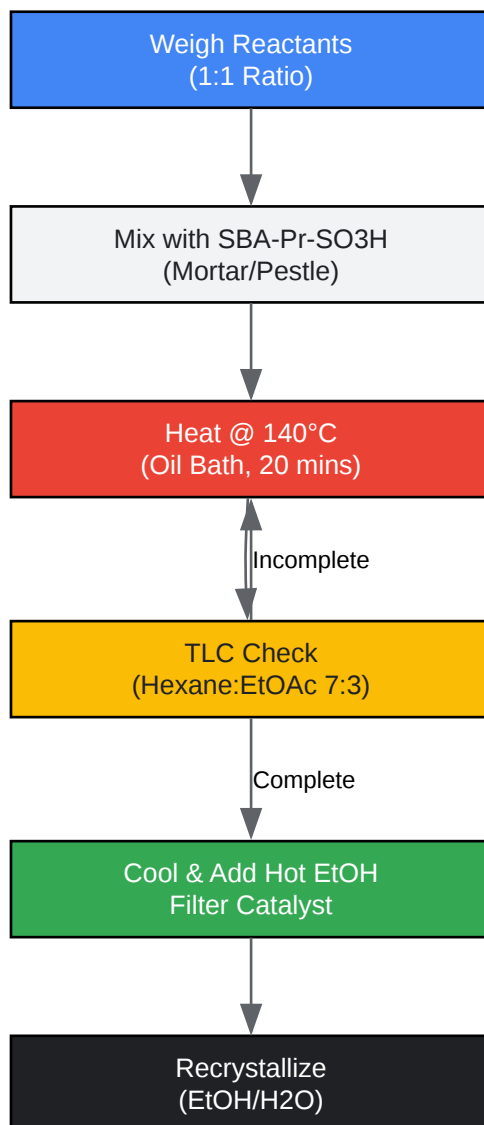 Weigh Reactants
(1:1 Ratio)
Mix with SBA-Pr-SO3H
(Mortar/Pestle)
Heat @ 140°C
(Oil Bath, 20 mins)
Incomplete
TLC Check
(Hexane:EtOAc 7:3)
Complete
Cool & Add Hot EtOH
Filter Catalyst
Recrystallize
(EtOH/H2O)